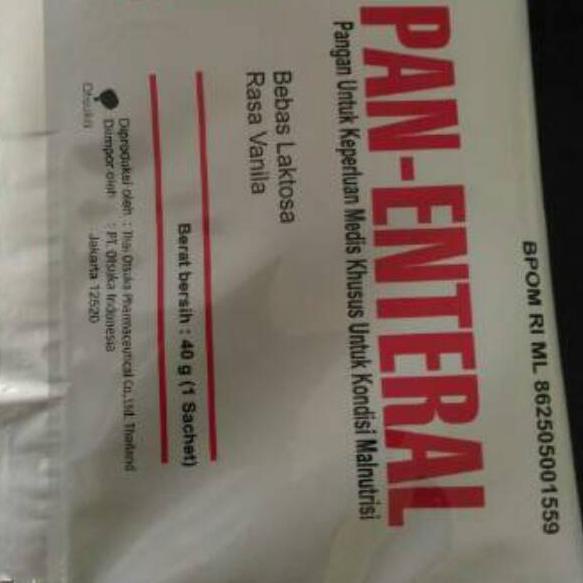 BPOM RI ML 862505001559
PAN-ENTERAL
Pangan Untuk Keperluan Medis Khusus Untuk Kondisi Malnutrisi
Bebas Laktosa
Rasa Vanila
Berat bersih : 40 g (1 Sachet)
Diproduksi oleh : Thai Otsuka Pharmaceutical Co., Ltd. Thailand
Diimpor oleh : PT. Otsuka Indonesia
Jakarta 12520
Otsuka